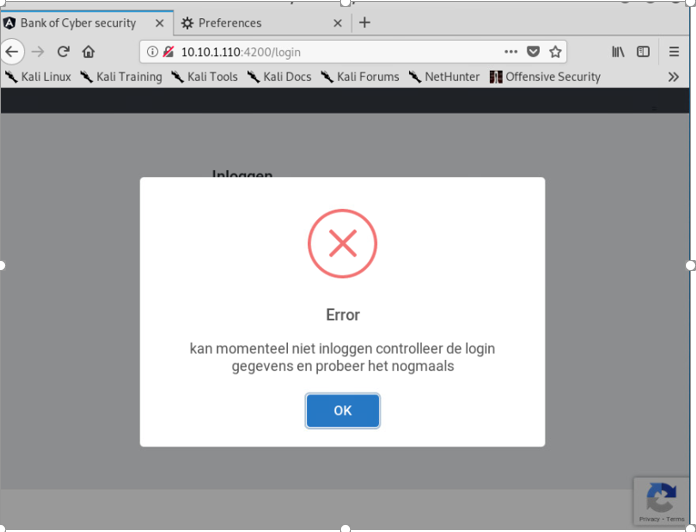 Bank of Cyber security
Preferences
10.10.1.110:4200/login
Kali Linux
Kali Training
Kali Tools
Kali Docs
Kali Forums
NetHunter
Offensive Security
Inloggen
Error
kan momenteel niet inloggen controlleer de login
gegevens en probeer het nogmaals
OK
Privacy - Terms